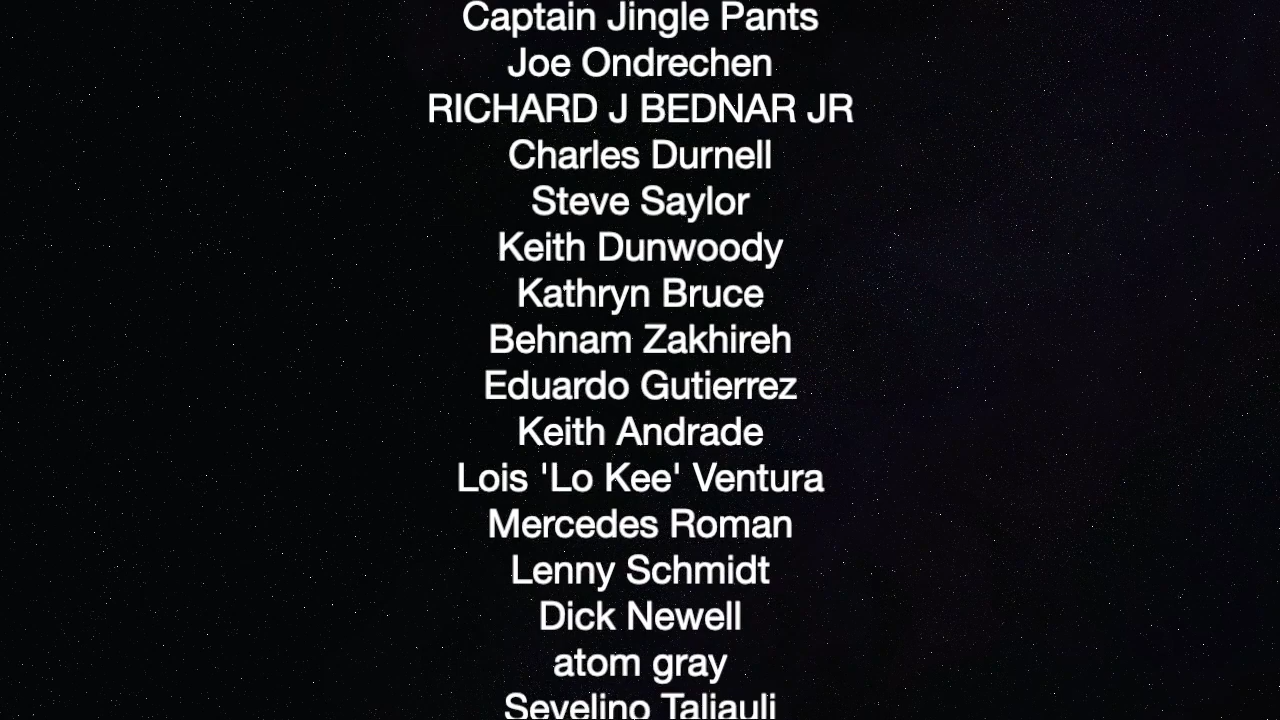 Captain Jingle Pants
Joe Ondrechen
RICHARD J BEDNAR JR
Charles Durnell
Steve Saylor
Keith Dunwoody
Kathryn Bruce
Behnam Zakhireh
Eduardo Gutierrez
Keith Andrade
Lois 'Lo Kee' Ventura
Mercedes Roman
Lenny Schmidt
Dick Newell
atom gray
Sevelino Taliauli